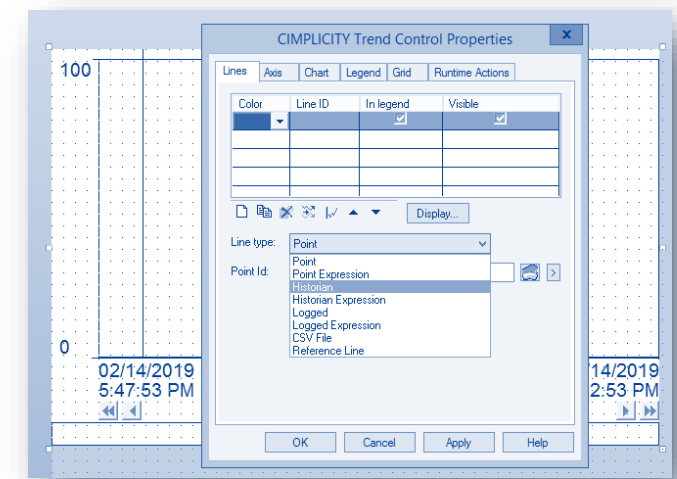 CIMPLICITY Trend Control Properties
x
Lines Axis Chart Legend Grid Runtime Actions
100
Color Line ID In legend Visible
Display...
Line type: Point
Point Id:
Point
Point Expression
Historian
Historian Expression
Logged
Logged Expression
CSV File
Reference Line
>
0
02/14/2019
5:47:53 PM
/14/2019
2:53 PM
OK Cancel Apply Help